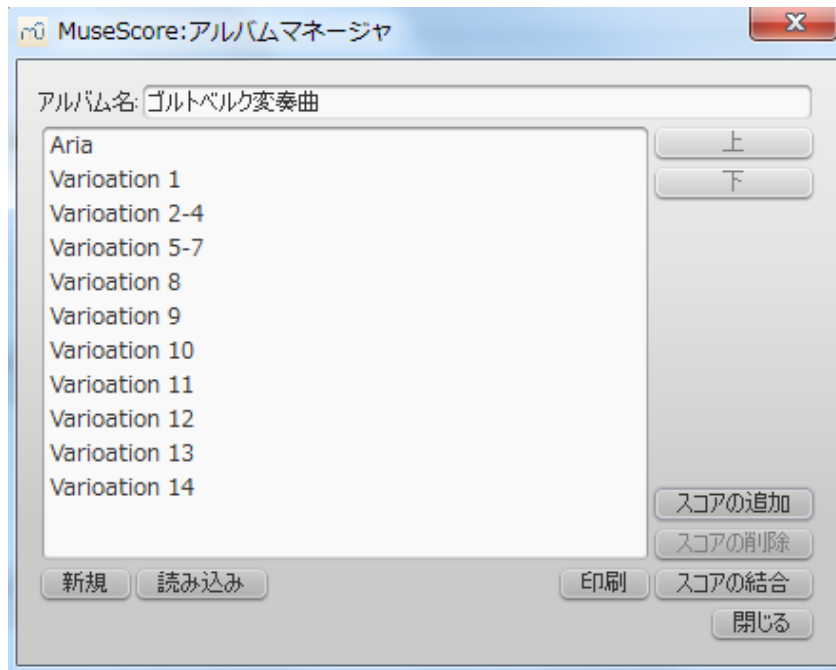 MuseScore:アルバムマネージャ
アルバム名: ゴルトベルク変奏曲
Aria
上
Varioation 1
下
Varioation 2-4
Varioation 5-7
Varioation 8
Varioation 9
Varioation 10
Varioation 11
Varioation 12
Varioation 13
Varioation 14
スコアの追加
スコアの削除
新規 読み込み 印刷 スコアの結合
閉じる